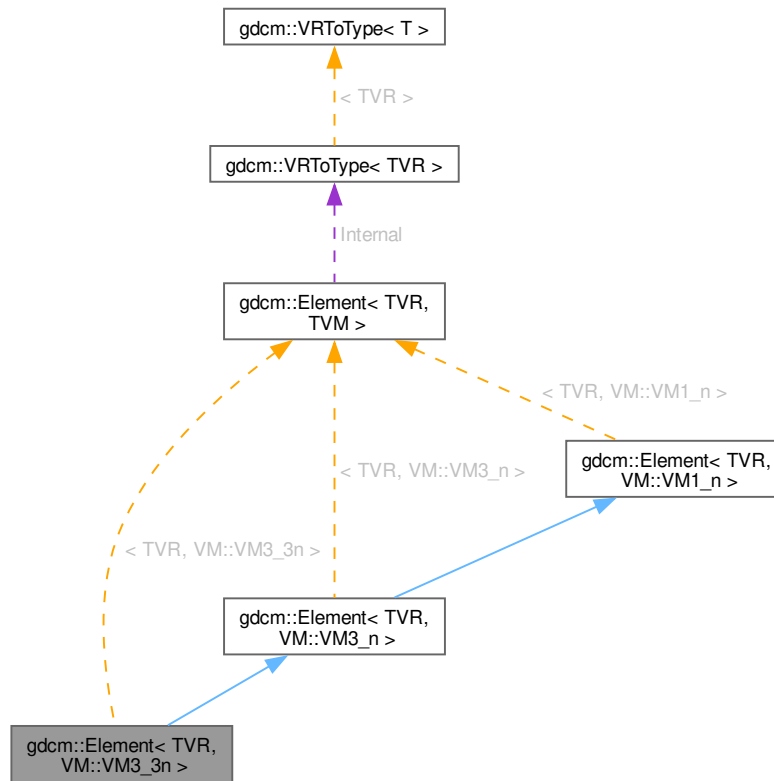 gdcm::VRToType< T >
< TVR >
gdcm::VRToType< TVR >
Internal
gdcm::Element< TVR,
TVM >
< TVR, VM::VM1_n >
gdcm::Element< TVR,
VM::VM1_n >
< TVR, VM::VM3_n >
< TVR, VM::VM3_3n >
gdcm::Element< TVR,
VM::VM3_n >
gdcm::Element< TVR,
VM::VM3_3n >